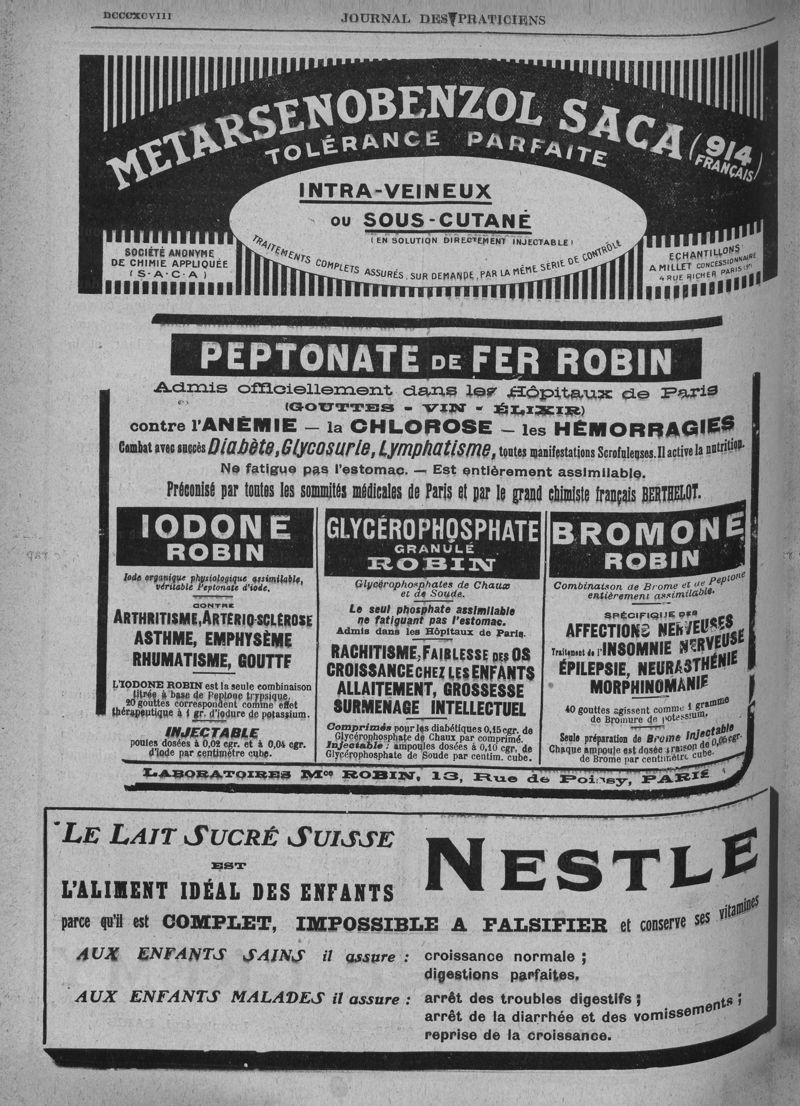 DCCCXCVIII
JOURNAL DES PRATICIENS
METARSENOBENZOL SACA (914 FRANÇAIS)
TOLÉRANCE PARFAITE
INTRA-VEINEUX
OU SOUS-CUTANÉ
(EN SOLUTION DIRECTEMENT INJECTABLE)
TRAITEMENTS COMPLETS ASSURÉS, SUR DEMANDE, PAR LA MÊME SÉRIE DE CONTRÔLE
SOCIÉTÉ ANONYME
DE CHIMIE APPLIQUÉE
(S·A·C·A)
ECHANTILLONS
A MILLET CONCESSIONNAIRE
4 RUE RICHER PARIS
PEPTONATE DE FER ROBIN
Admis officiellement dans les Hôpitaux de Paris
(GOUTTES - VIN - ÉLIXIR)
contre l'ANÉMIE — la CHLOROSE — les HÉMORRAGIES
Combat avec succès Diabète, Glycosurie, Lymphatisme, toutes manifestations Scrofuleuses. Il active la nutrition.
Ne fatigue pas l'estomac. — Est entièrement assimilable.
Préconisé par toutes les sommités médicales de Paris et par le grand chimiste français BERTHELOT.
IODONE
ROBIN
Iode organique physiologique assimilable,
véritable Peptonate d'iode.
CONTRE
ARTHRITISME, ARTÉRIO-SCLÉROSE
ASTHME, EMPHYSÈME
RHUMATISME, GOUTTE
L'IODONE ROBIN est la seule combinaison
titrée à base de Peptone trypsique,
20 gouttes correspondent comme effet
thérapeutique à 1 gr. d'iodure de potassium.
INJECTABLE
poules dosées à 0,02 cgr. et à 0,04 cgr.
d'iode par centimètre cube.
GLYCÉROPHOSPHATE
GRANULÉ
ROBIN
Glycérophosphates de Chaux
et de Soude.
Le seul phosphate assimilable
ne fatiguant pas l'estomac.
Admis dans les Hôpitaux de Paris.
RACHITISME, FAIBLESSE DES OS
CROISSANCE CHEZ LES ENFANTS
ALLAITEMENT, GROSSESSE
SURMENAGE INTELLECTUEL
Comprimés pour les diabétiques 0,15 cgr. de
Glycérophosphate de Chaux par comprimé.
Injectable : ampoules dosées à 0,10 cgr. de
Glycérophosphate de Soude par centim. cube.
BROMONE
ROBIN
Combinaison de Brome et de Peptone
entièrement assimilable.
SPÉCIFIQUE DES
AFFECTIONS NERVEUSES
Traitement de l'INSOMNIE NERVEUSE
ÉPILEPSIE, NEURASTHÉNIE
MORPHINOMANIE
40 gouttes agissent comme 1 gramme
de Bromure de potassium,
Seule préparation de Brome Injectable
Chaque ampoule est dosée à raison de 0,05 cgr.
de Brome par centimètre cube.
LABORATOIRES Mce ROBIN, 13, Rue de Poissy, PARIS
LE LAIT SUCRÉ SUISSE
NESTLE
EST
L'ALIMENT IDÉAL DES ENFANTS
parce qu'il est COMPLET, IMPOSSIBLE A FALSIFIER et conserve ses vitamines
AUX ENFANTS SAINS il assure : croissance normale ;
digestions parfaites.
AUX ENFANTS MALADES il assure : arrêt des troubles digestifs ;
arrêt de la diarrhée et des vomissements ;
reprise de la croissance.